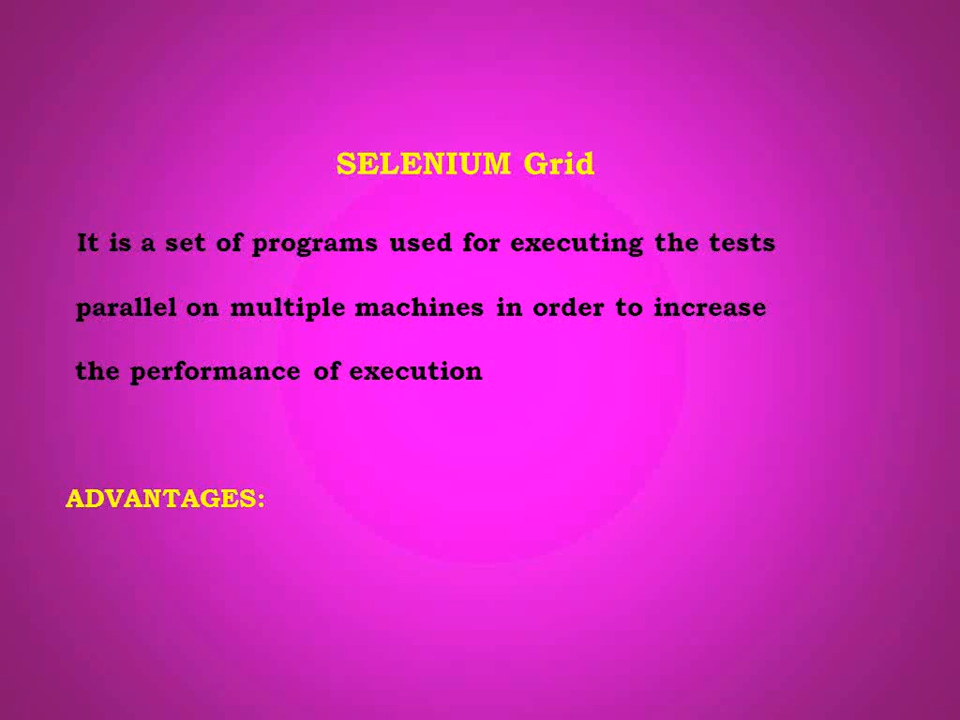 SELENIUM Grid
It is a set of programs used for executing the tests
parallel on multiple machines in order to increase
the performance of execution
ADVANTAGES: